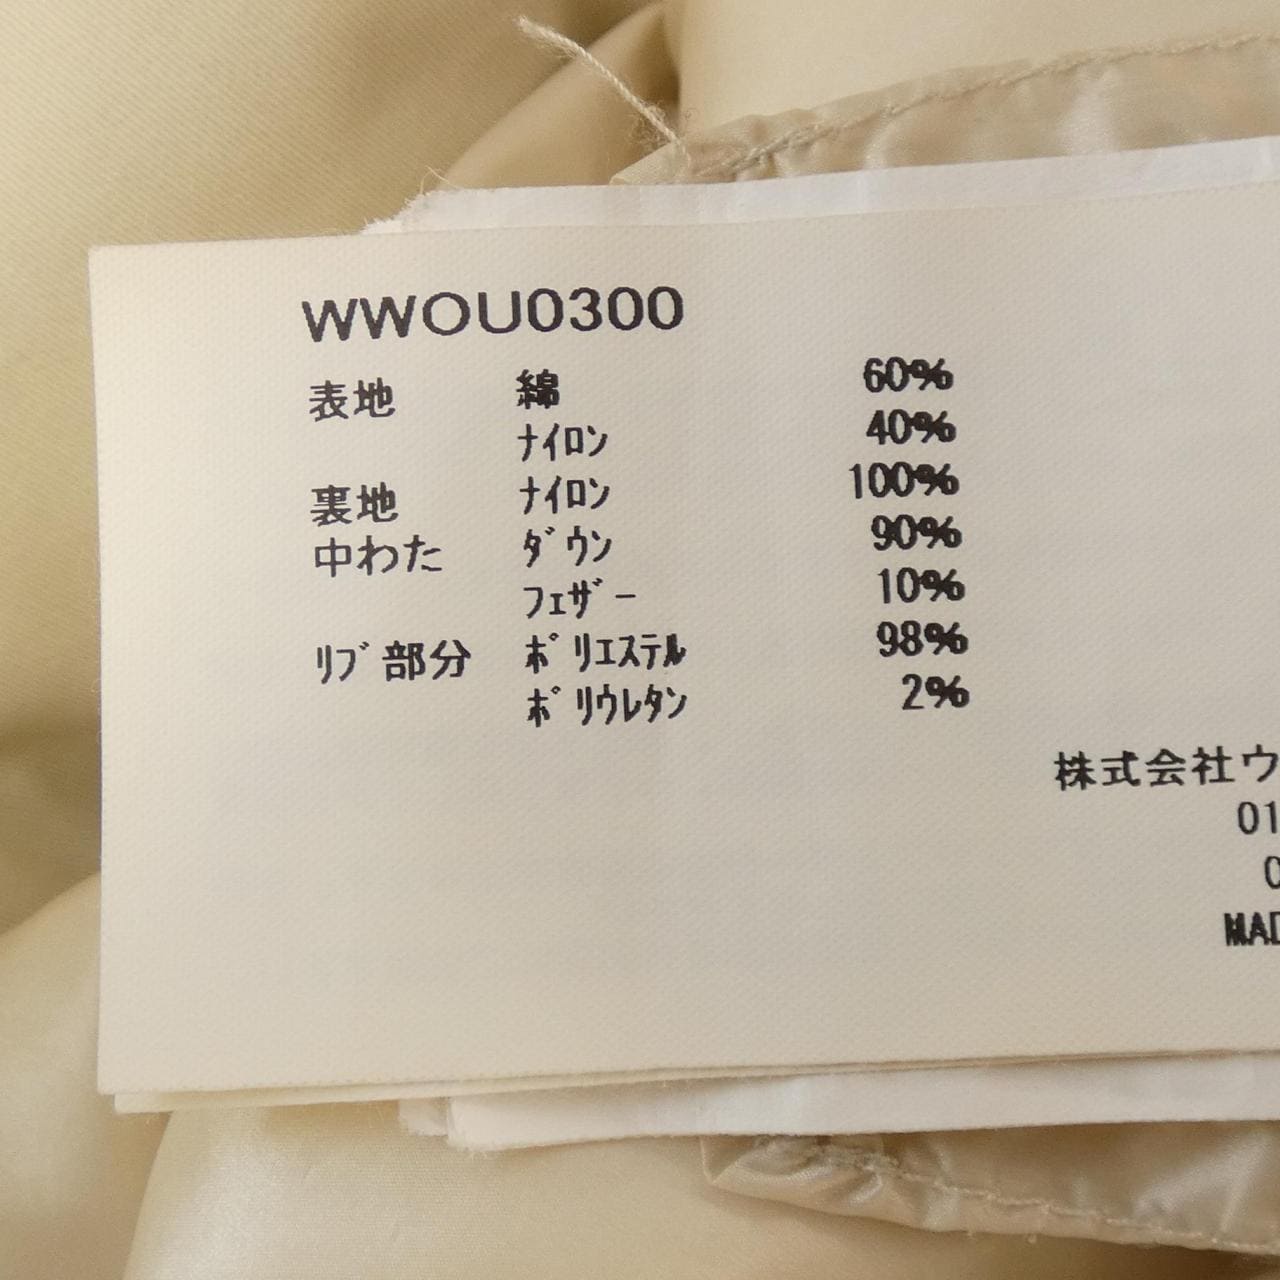 WWOU0300
表地 綿 60%
ナイロン 40%
裏地 ナイロン 100%
中わた ダウン 90%
フェザー 10%
リブ部分 ポリエステル 98%
ポリウレタン 2%
株式会社ウ
01
0
MAD